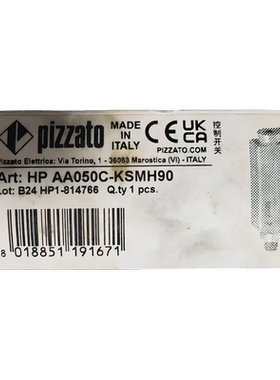 pizzato
MADE IN
ITALY
CE UK
CA
PIZZATO.COM
控制开关
Pizzato Elettrica: Via Torino, 1 - 36063 Marostica (VI) - ITALY
Art: HP AA050C-KSMH90
Lot: B24 HP1-814766 Q.ty 1 pcs.
8 018851 191671